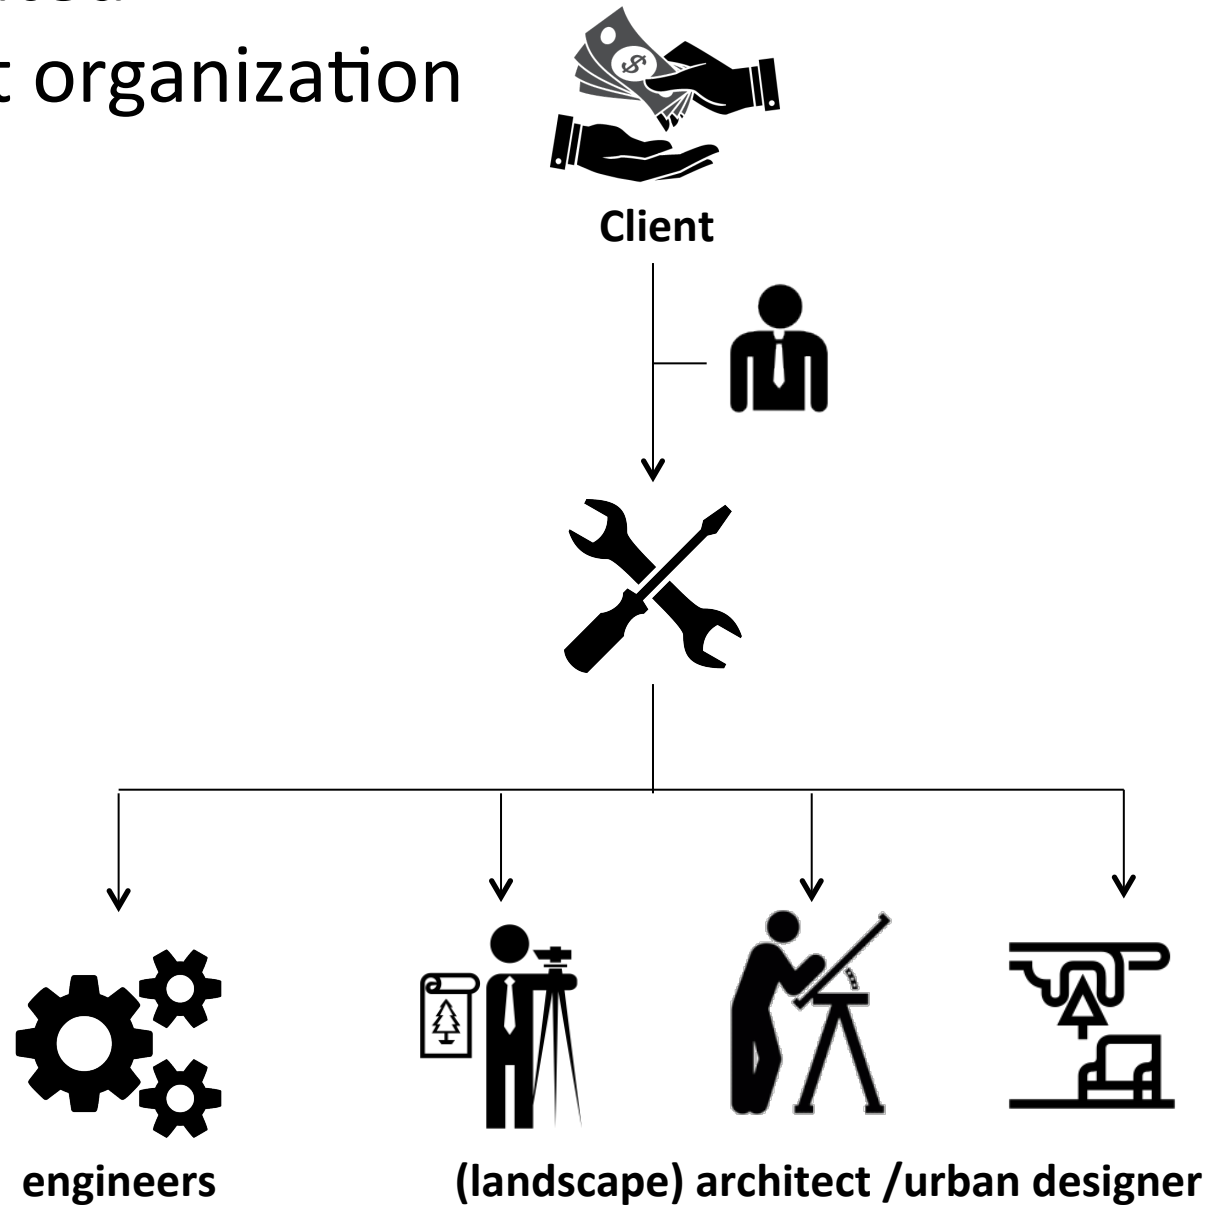 organization
$
Client
engineers
(landscape) architect /urban designer